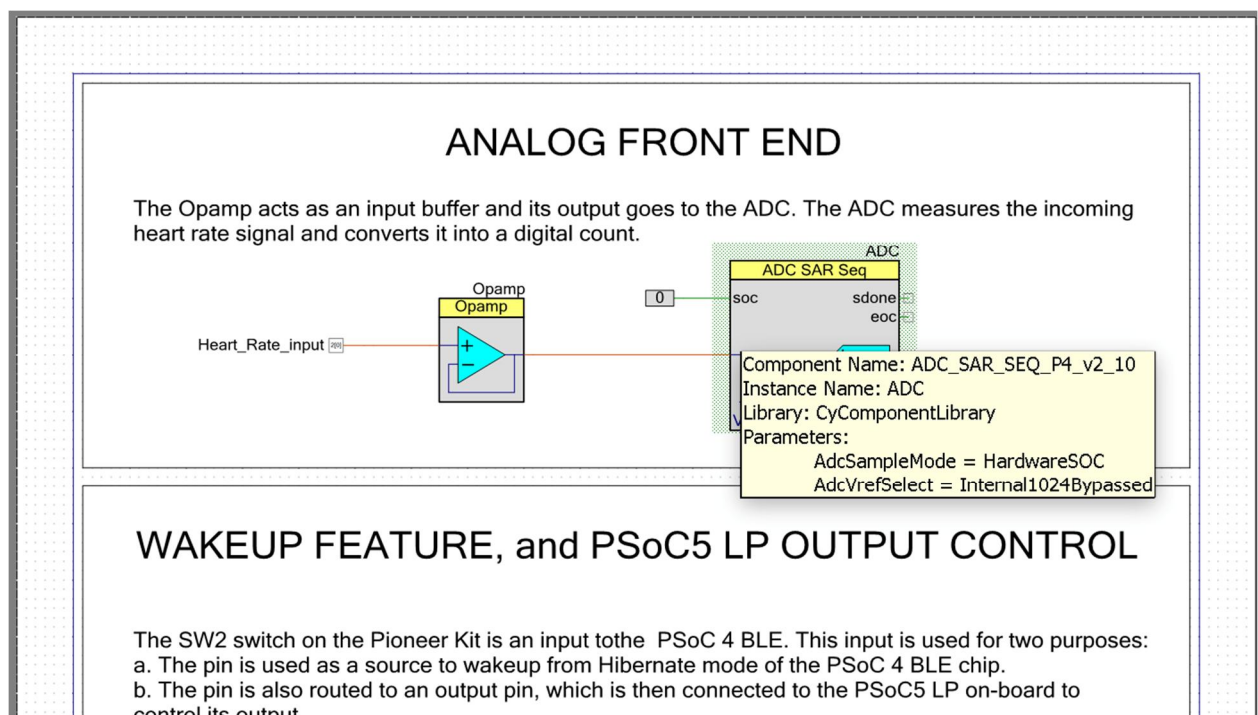 ANALOG FRONT END
The Opamp acts as an input buffer and its output goes to the ADC. The ADC measures the incoming
heart rate signal and converts it into a digital count.
ADC
ADC SAR Seq
Opamp
Opamp
0
soc
sdone
eoc
Heart_Rate_input
+
−
Component Name: ADC_SAR_SEQ_P4_v2_10
Instance Name: ADC
Library: CyComponentLibrary
Parameters:
AdcSampleMode = HardwareSOC
AdcVrefSelect = Internal1024Bypassed
WAKEUP FEATURE, and PSoC5 LP OUTPUT CONTROL
The SW2 switch on the Pioneer Kit is an input tothe  PSoC 4 BLE. This input is used for two purposes:
a. The pin is used as a source to wakeup from Hibernate mode of the PSoC 4 BLE chip.
b. The pin is also routed to an output pin, which is then connected to the PSoC5 LP on-board to
control its output